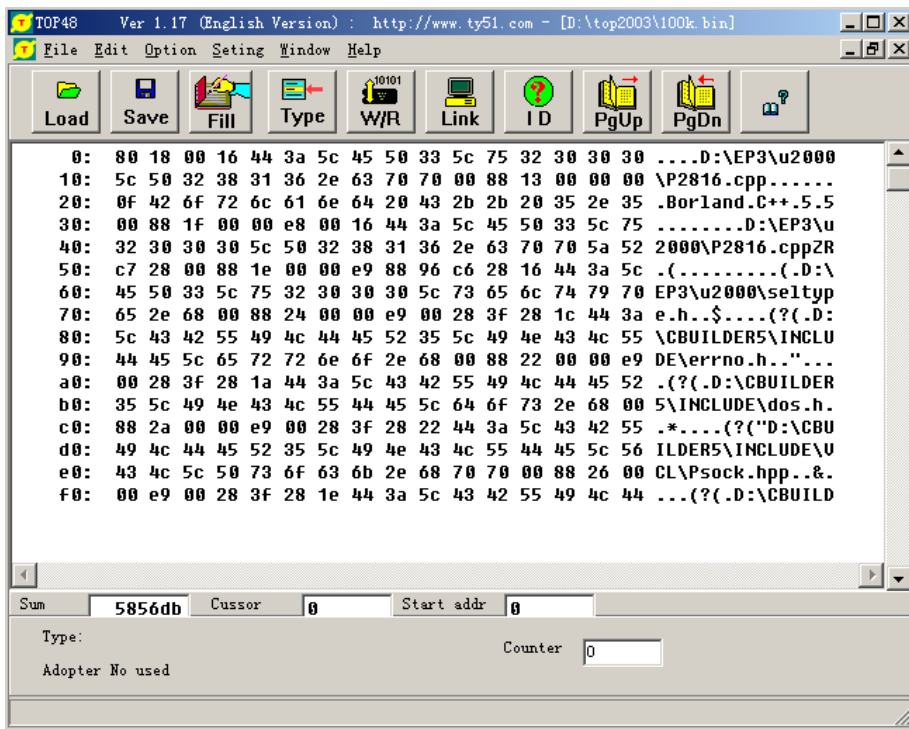 TOP48 Ver 1.17 (English Version) : http://www.ty51.com - [D:\top2003\100k.bin]
File Edit Option Seting Window Help
10101
Load Save Fill Type W/R Link ID PgUp PgDn
0: 80 18 00 16 44 3a 5c 45 50 33 5c 75 32 30 30 30 ....D:\EP3\u2000
10: 5c 50 32 38 31 36 2e 63 70 70 00 88 13 00 00 00 \P2816.cpp......
20: 0f 42 6f 72 6c 61 6e 64 20 43 2b 2b 20 35 2e 35 .Borland.C++.5.5
30: 00 88 1f 00 00 e8 00 16 44 3a 5c 45 50 33 5c 75 ........D:\EP3\u
40: 32 30 30 30 5c 50 32 38 31 36 2e 63 70 70 5a 52 2000\P2816.cppZR
50: c7 28 00 88 1e 00 00 e9 88 96 c6 28 16 44 3a 5c .(.........(.D:\
60: 45 50 33 5c 75 32 30 30 30 5c 73 65 6c 74 79 70 EP3\u2000\seltyp
70: 65 2e 68 00 88 24 00 00 e9 00 28 3f 28 1c 44 3a e.h..$....(?(.D:
80: 5c 43 42 55 49 4c 44 45 52 35 5c 49 4e 43 4c 55 \CBUILDER5\INCLU
90: 44 45 5c 65 72 72 6e 6f 2e 68 00 88 22 00 00 e9 DE\errno.h.."...
a0: 00 28 3f 28 1a 44 3a 5c 43 42 55 49 4c 44 45 52 .(?(.D:\CBUILDER
b0: 35 5c 49 4e 43 4c 55 44 45 5c 64 6f 73 2e 68 00 5\INCLUDE\dos.h.
c0: 88 2a 00 00 e9 00 28 3f 28 22 44 3a 5c 43 42 55 .*....(?("D:\CBU
d0: 49 4c 44 45 52 35 5c 49 4e 43 4c 55 44 45 5c 56 ILDER5\INCLUDE\V
e0: 43 4c 5c 50 73 6f 63 6b 2e 68 70 70 00 88 26 00 CL\Psock.hpp..&.
f0: 00 e9 00 28 3f 28 1e 44 3a 5c 43 42 55 49 4c 44 ...(?(.D:\CBUILD
Sum 5856db Cussor 0 Start addr 0
Type:
Counter 0
Adopter No used